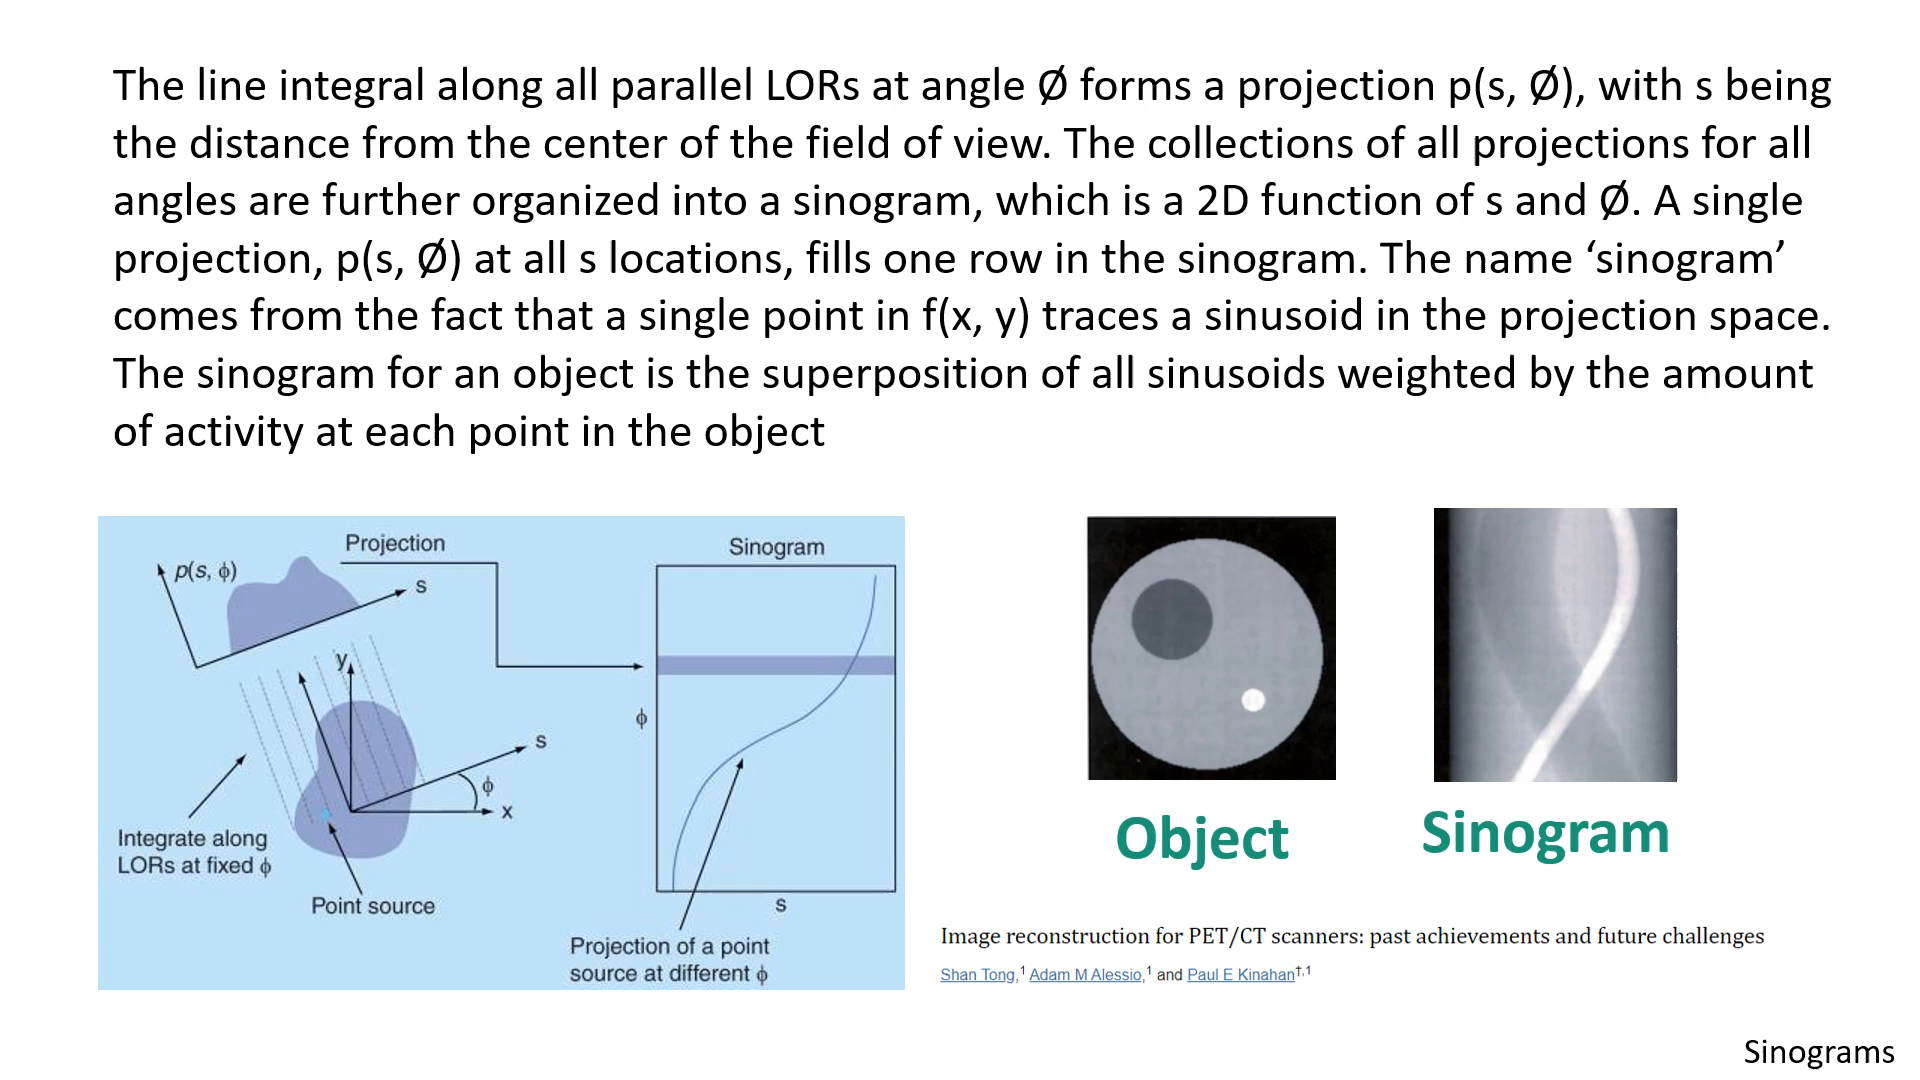 The line integral along all parallel LORs at angle Ø forms a projection p(s, Ø), with s being
the distance from the center of the field of view. The collections of all projections for all
angles are further organized into a sinogram, which is a 2D function of s and Ø. A single
projection, p(s, Ø) at all s locations, fills one row in the sinogram. The name ‘sinogram’
comes from the fact that a single point in f(x, y) traces a sinusoid in the projection space.
The sinogram for an object is the superposition of all sinusoids weighted by the amount
of activity at each point in the object
Projection
p(s, ϕ)
s
y
s
ϕ
x
Integrate along
LORs at fixed ϕ
Point source
Sinogram
ϕ
s
Projection of a point
source at different ϕ
Object
Sinogram
Image reconstruction for PET/CT scanners: past achievements and future challenges
Shan Tong,1 Adam M Alessio,1 and Paul E Kinahan†,1
Sinograms